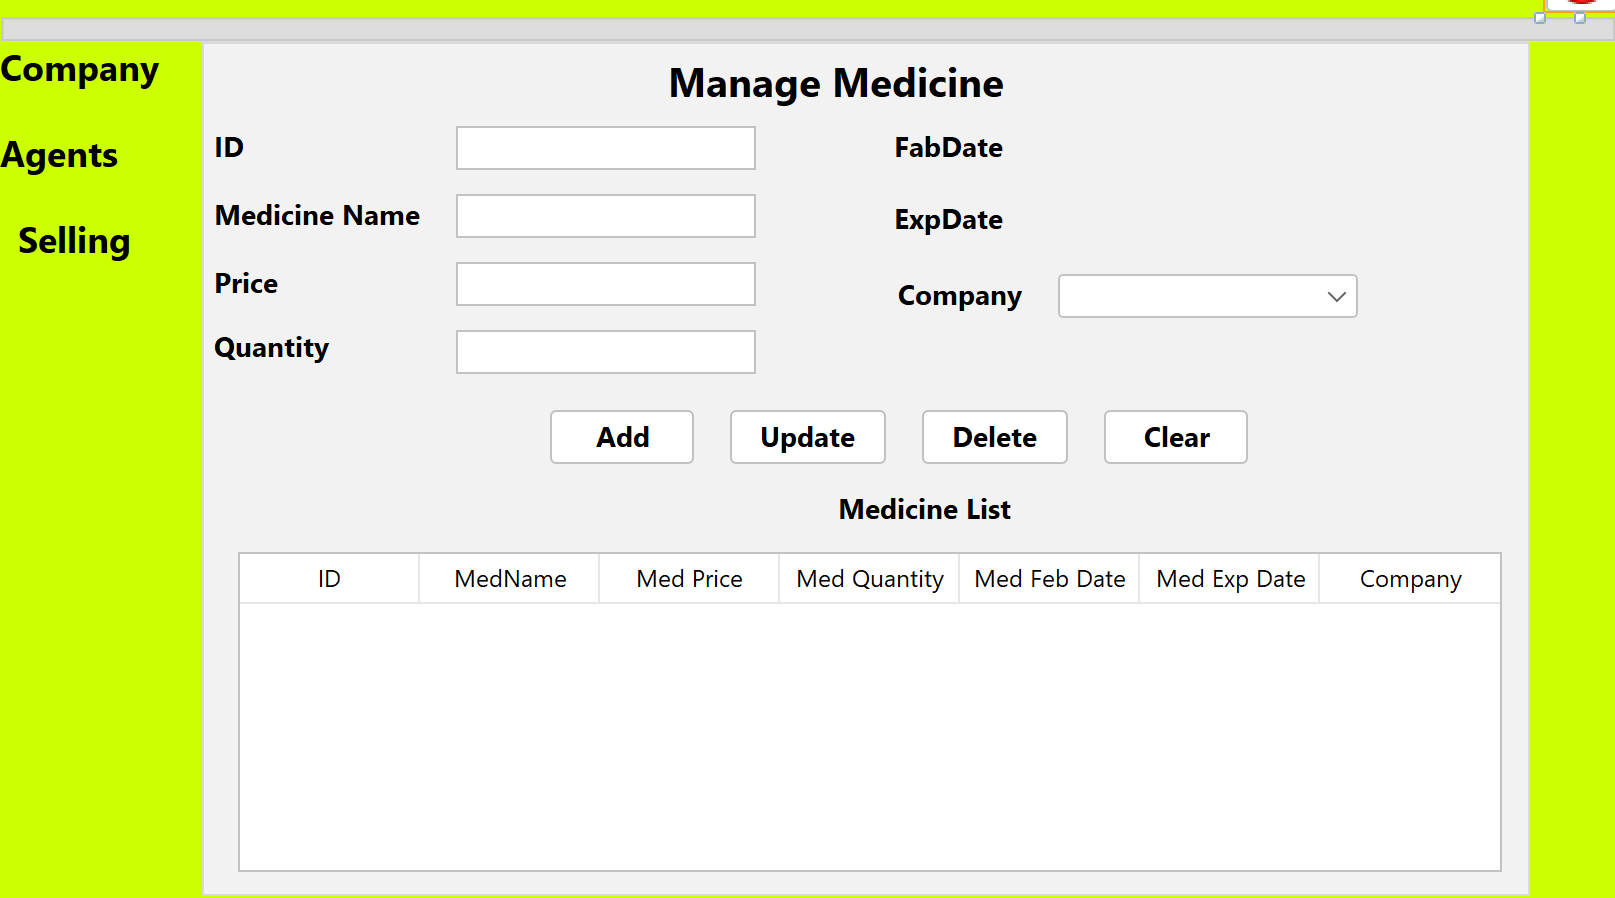 Company
Agents
Selling
Manage Medicine
ID
FabDate
Medicine Name
ExpDate
Price
Company
Quantity
Add Update Delete Clear
Medicine List
ID MedName Med Price Med Quantity Med Feb Date Med Exp Date Company